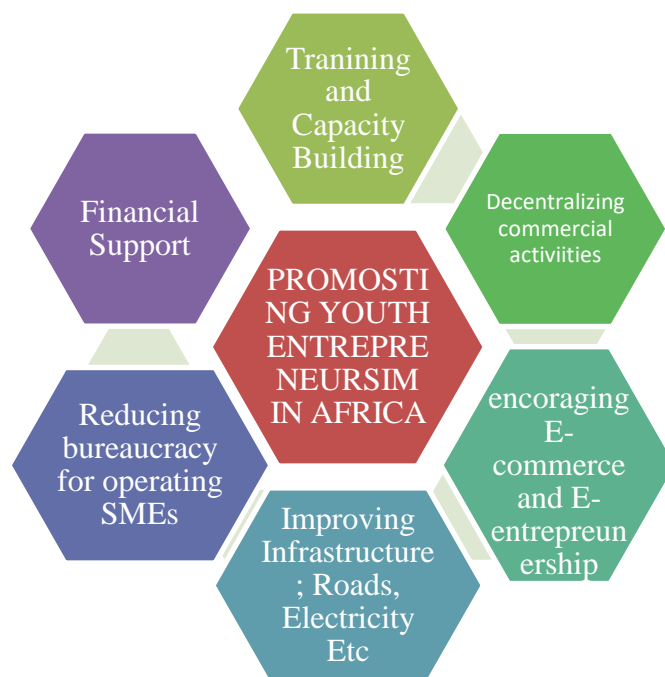 Tranining
and
Capacity
Building
Decentralizing
commercial
activiities
encoraging
E-
commerce
and E-
entrepreun
ership
Improving
Infrastructure
; Roads,
Electricity
Etc
Reducing
bureaucracy
for operating
SMEs
Financial
Support
PROMOSTI
NG YOUTH
ENTREPRE
NEURSIM
IN AFRICA